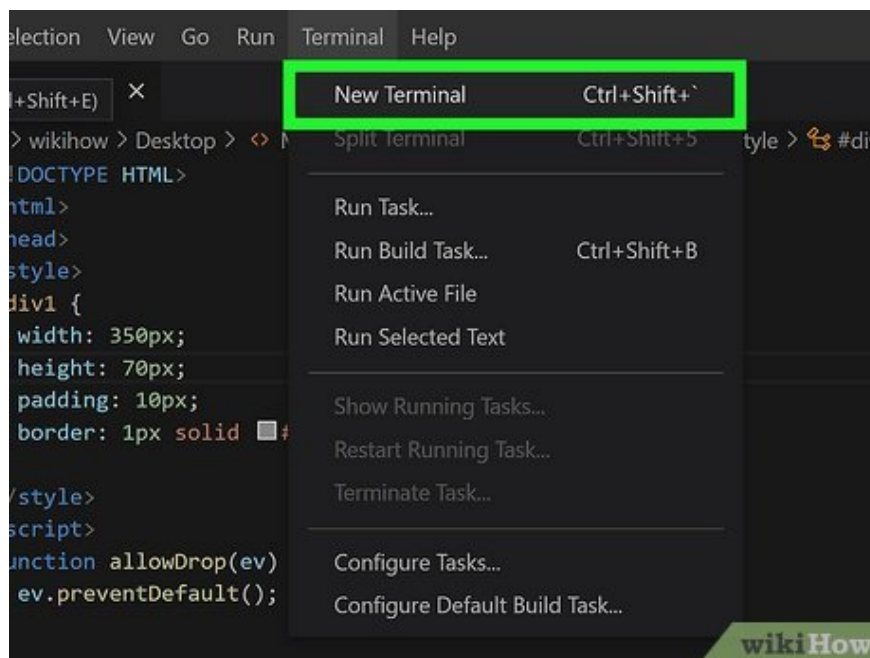 election View Go Run Terminal Help
l+Shift+E) ×
New Terminal Ctrl+Shift+`
> wikihow > Desktop > <> Split Terminal Ctrl+Shift+5 tyle > #di
!DOCTYPE HTML>
html>
head>
style>
div1 {
width: 350px;
height: 70px;
padding: 10px;
border: 1px solid #
/style>
script>
unction allowDrop(ev)
ev.preventDefault();
Run Task...
Run Build Task... Ctrl+Shift+B
Run Active File
Run Selected Text
Show Running Tasks...
Restart Running Task...
Terminate Task...
Configure Tasks...
Configure Default Build Task...
wikiHow